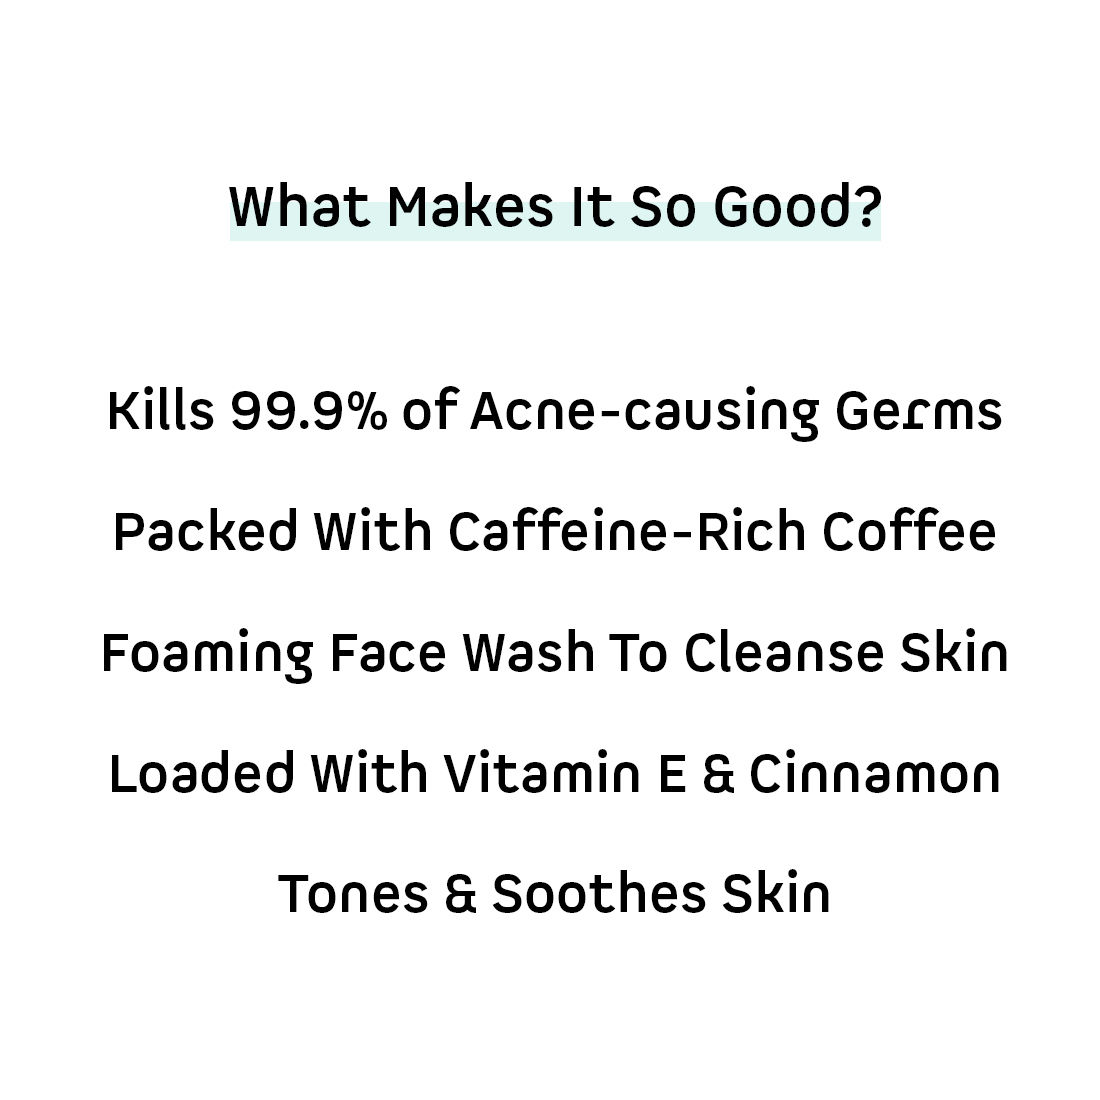 What Makes It So Good?
Kills 99.9% of Acne-causing Germs
Packed With Caffeine-Rich Coffee
Foaming Face Wash To Cleanse Skin
Loaded With Vitamin E & Cinnamon
Tones & Soothes Skin